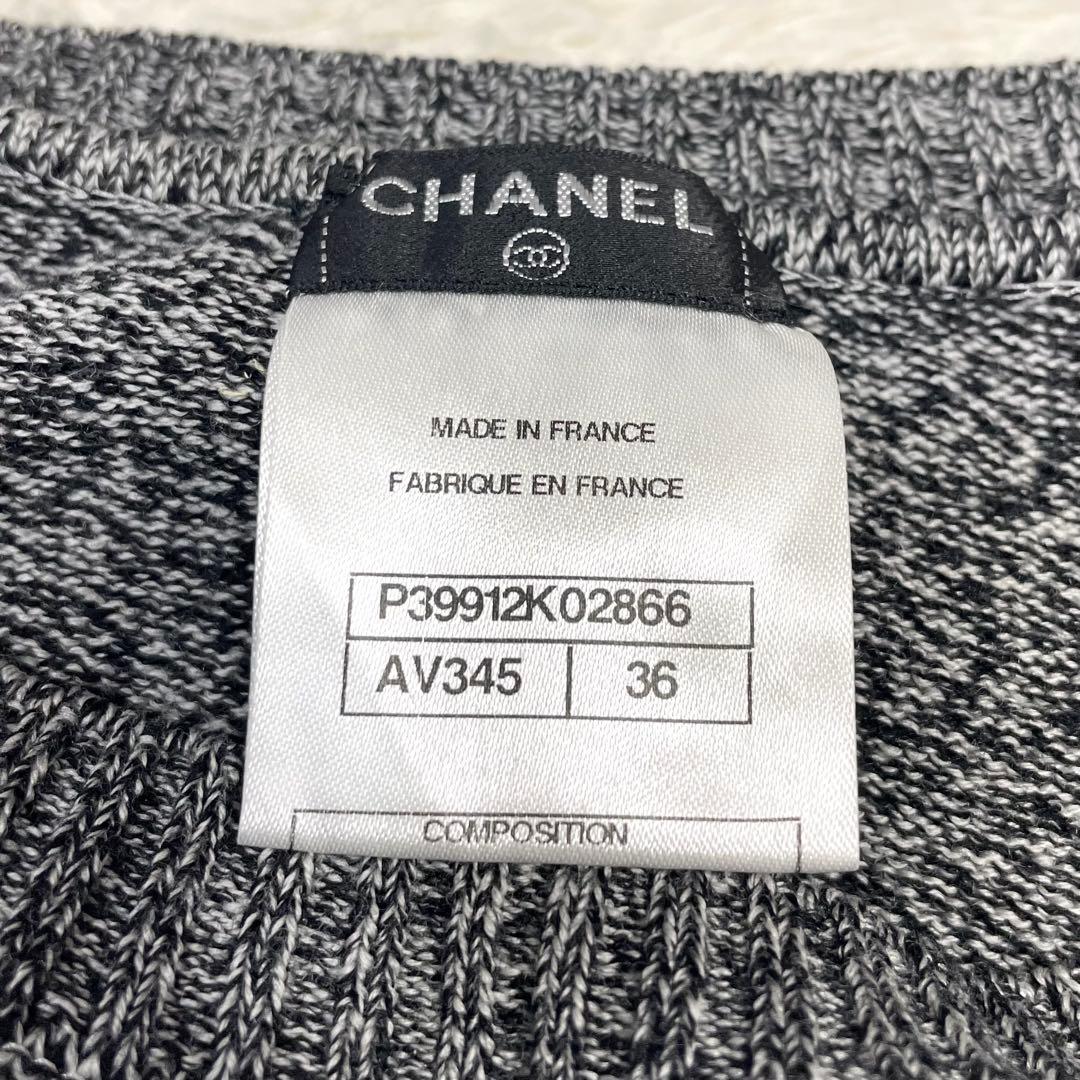 CHANEL
MADE IN FRANCE
FABRIQUE EN FRANCE
P39912K02866
AV345 36
COMPOSITION